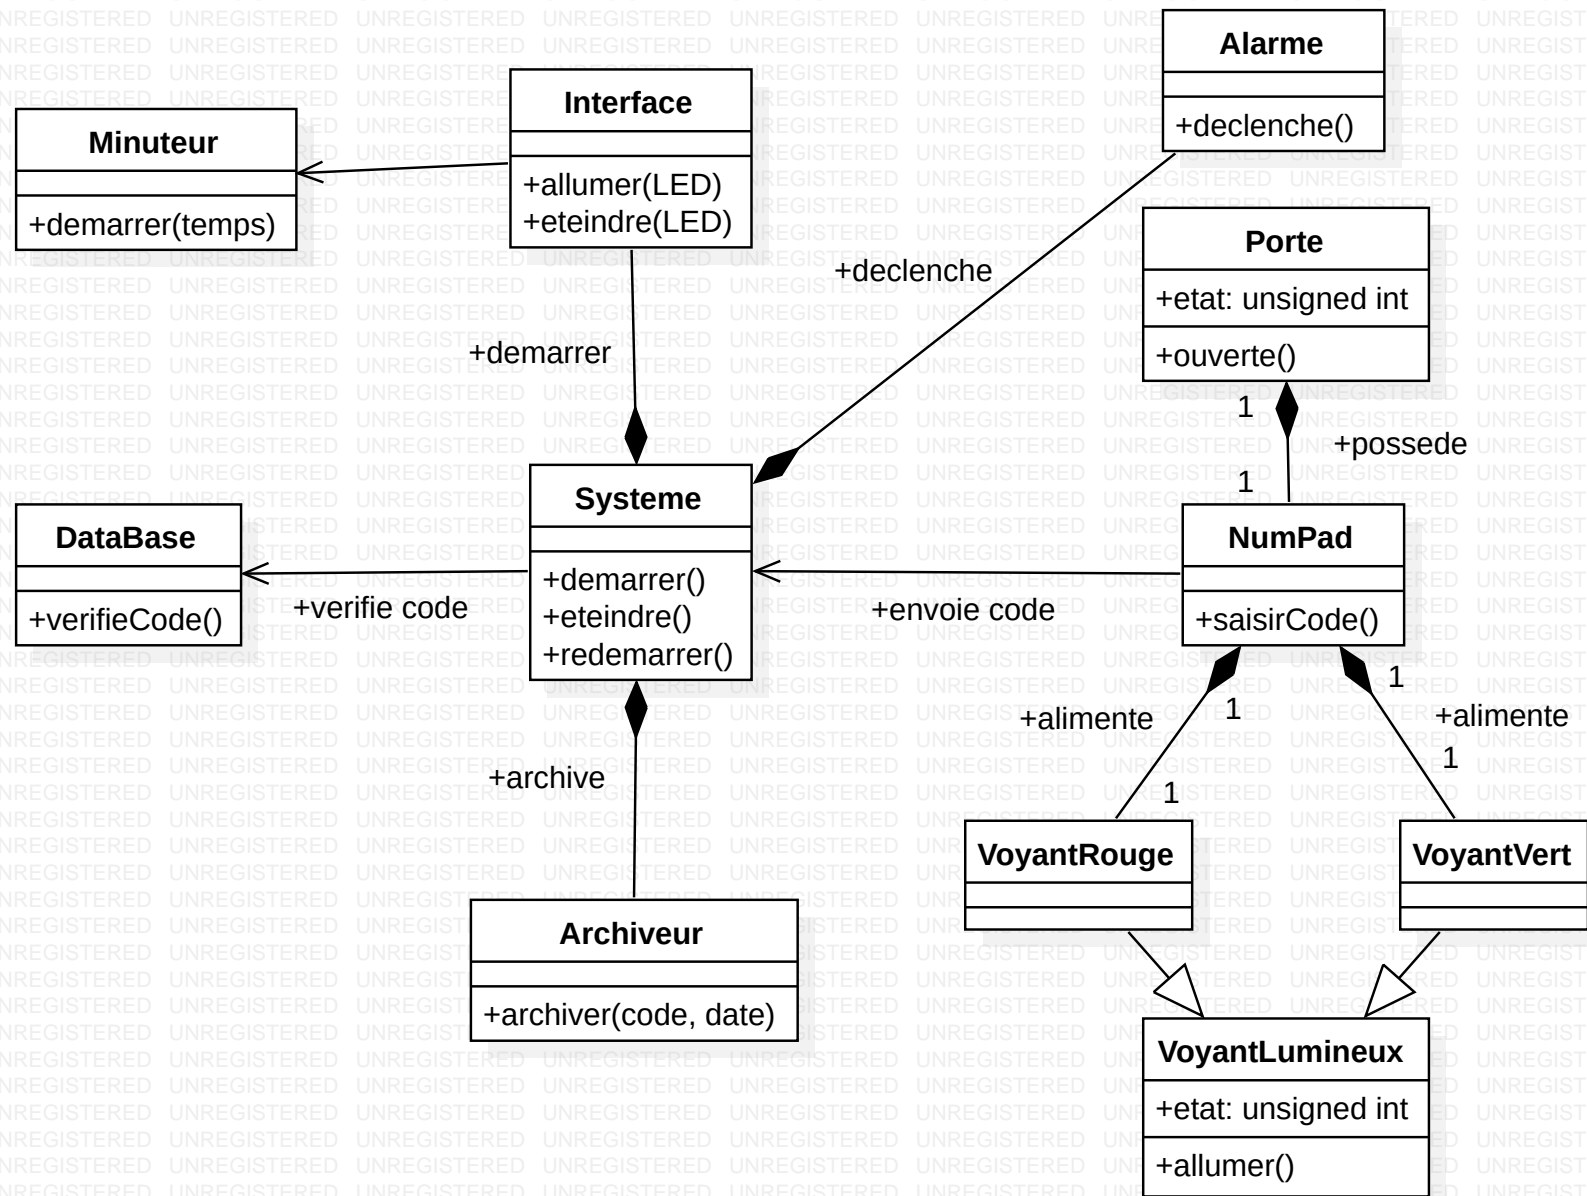 Alarme
+declenche()
Interface
+allumer(LED)
+eteindre(LED)
Minuteur
+demarrer(temps)
Porte
+etat: unsigned int
+ouverte()
+declenche
+demarrer
1
+possede
1
Systeme
+demarrer()
+eteindre()
+redemarrer()
DataBase
+verifieCode()
+verifie code
NumPad
+saisirCode()
+envoie code
1
+alimente
1
1
+alimente
1
+archive
VoyantRouge
VoyantVert
Archiveur
+archiver(code, date)
VoyantLumineux
+etat: unsigned int
+allumer()
UNREGISTERED